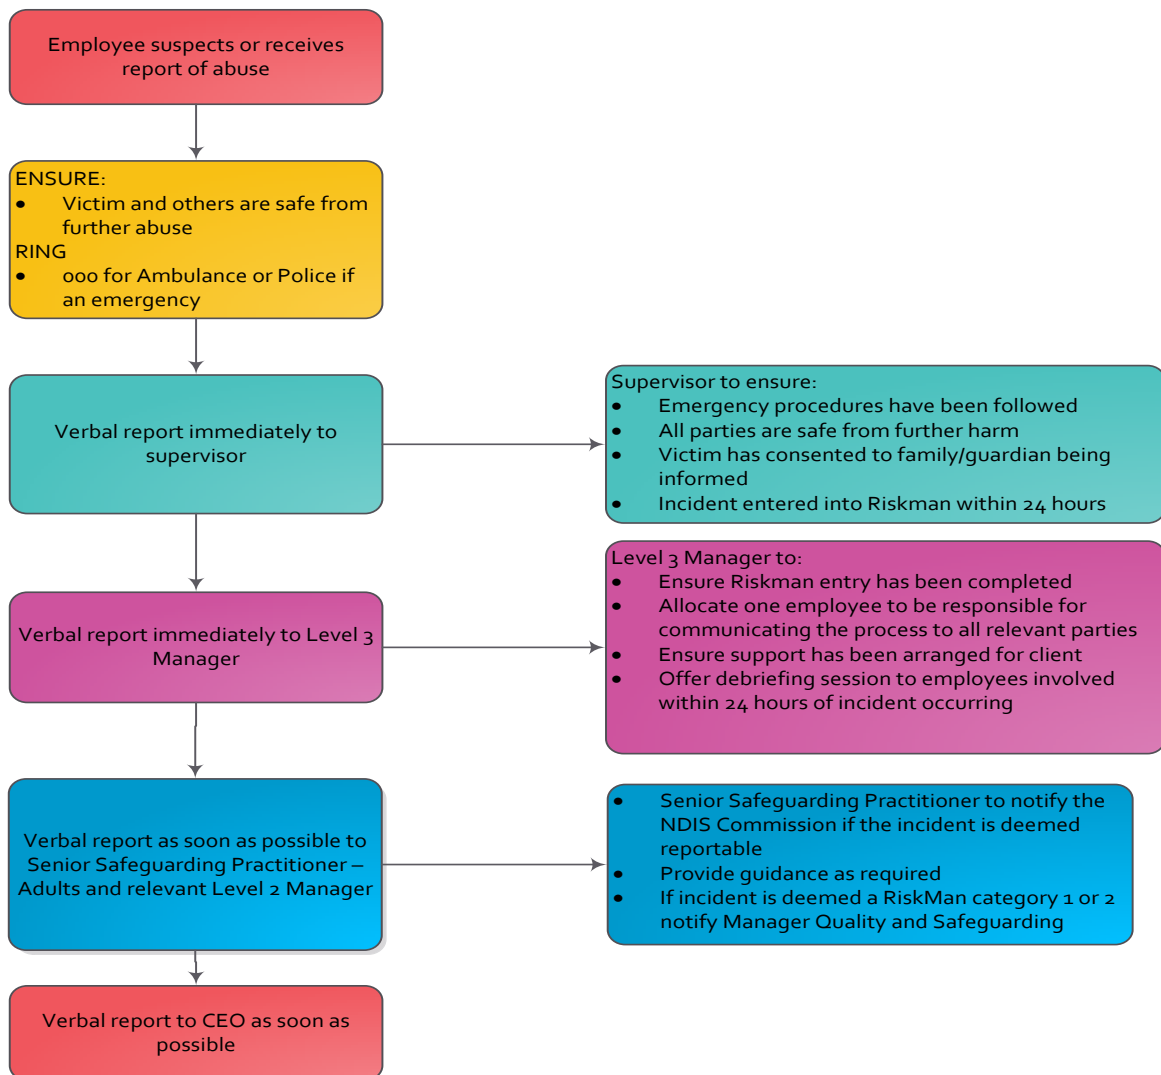 Employee suspects or receives
report of abuse
ENSURE:
• Victim and others are safe from
further abuse
RING
• 000 for Ambulance or Police if
an emergency
Verbal report immediately to
supervisor
Supervisor to ensure:
• Emergency procedures have been followed
• All parties are safe from further harm
• Victim has consented to family/guardian being
informed
• Incident entered into Riskman within 24 hours
Verbal report immediately to Level 3
Manager
Level 3 Manager to:
• Ensure Riskman entry has been completed
• Allocate one employee to be responsible for
communicating the process to all relevant parties
• Ensure support has been arranged for client
• Offer debriefing session to employees involved
within 24 hours of incident occurring
Verbal report as soon as possible to
Senior Safeguarding Practitioner –
Adults and relevant Level 2 Manager
• Senior Safeguarding Practitioner to notify the
NDIS Commission if the incident is deemed
reportable
• Provide guidance as required
• If incident is deemed a RiskMan category 1 or 2
notify Manager Quality and Safeguarding
Verbal report to CEO as soon as
possible